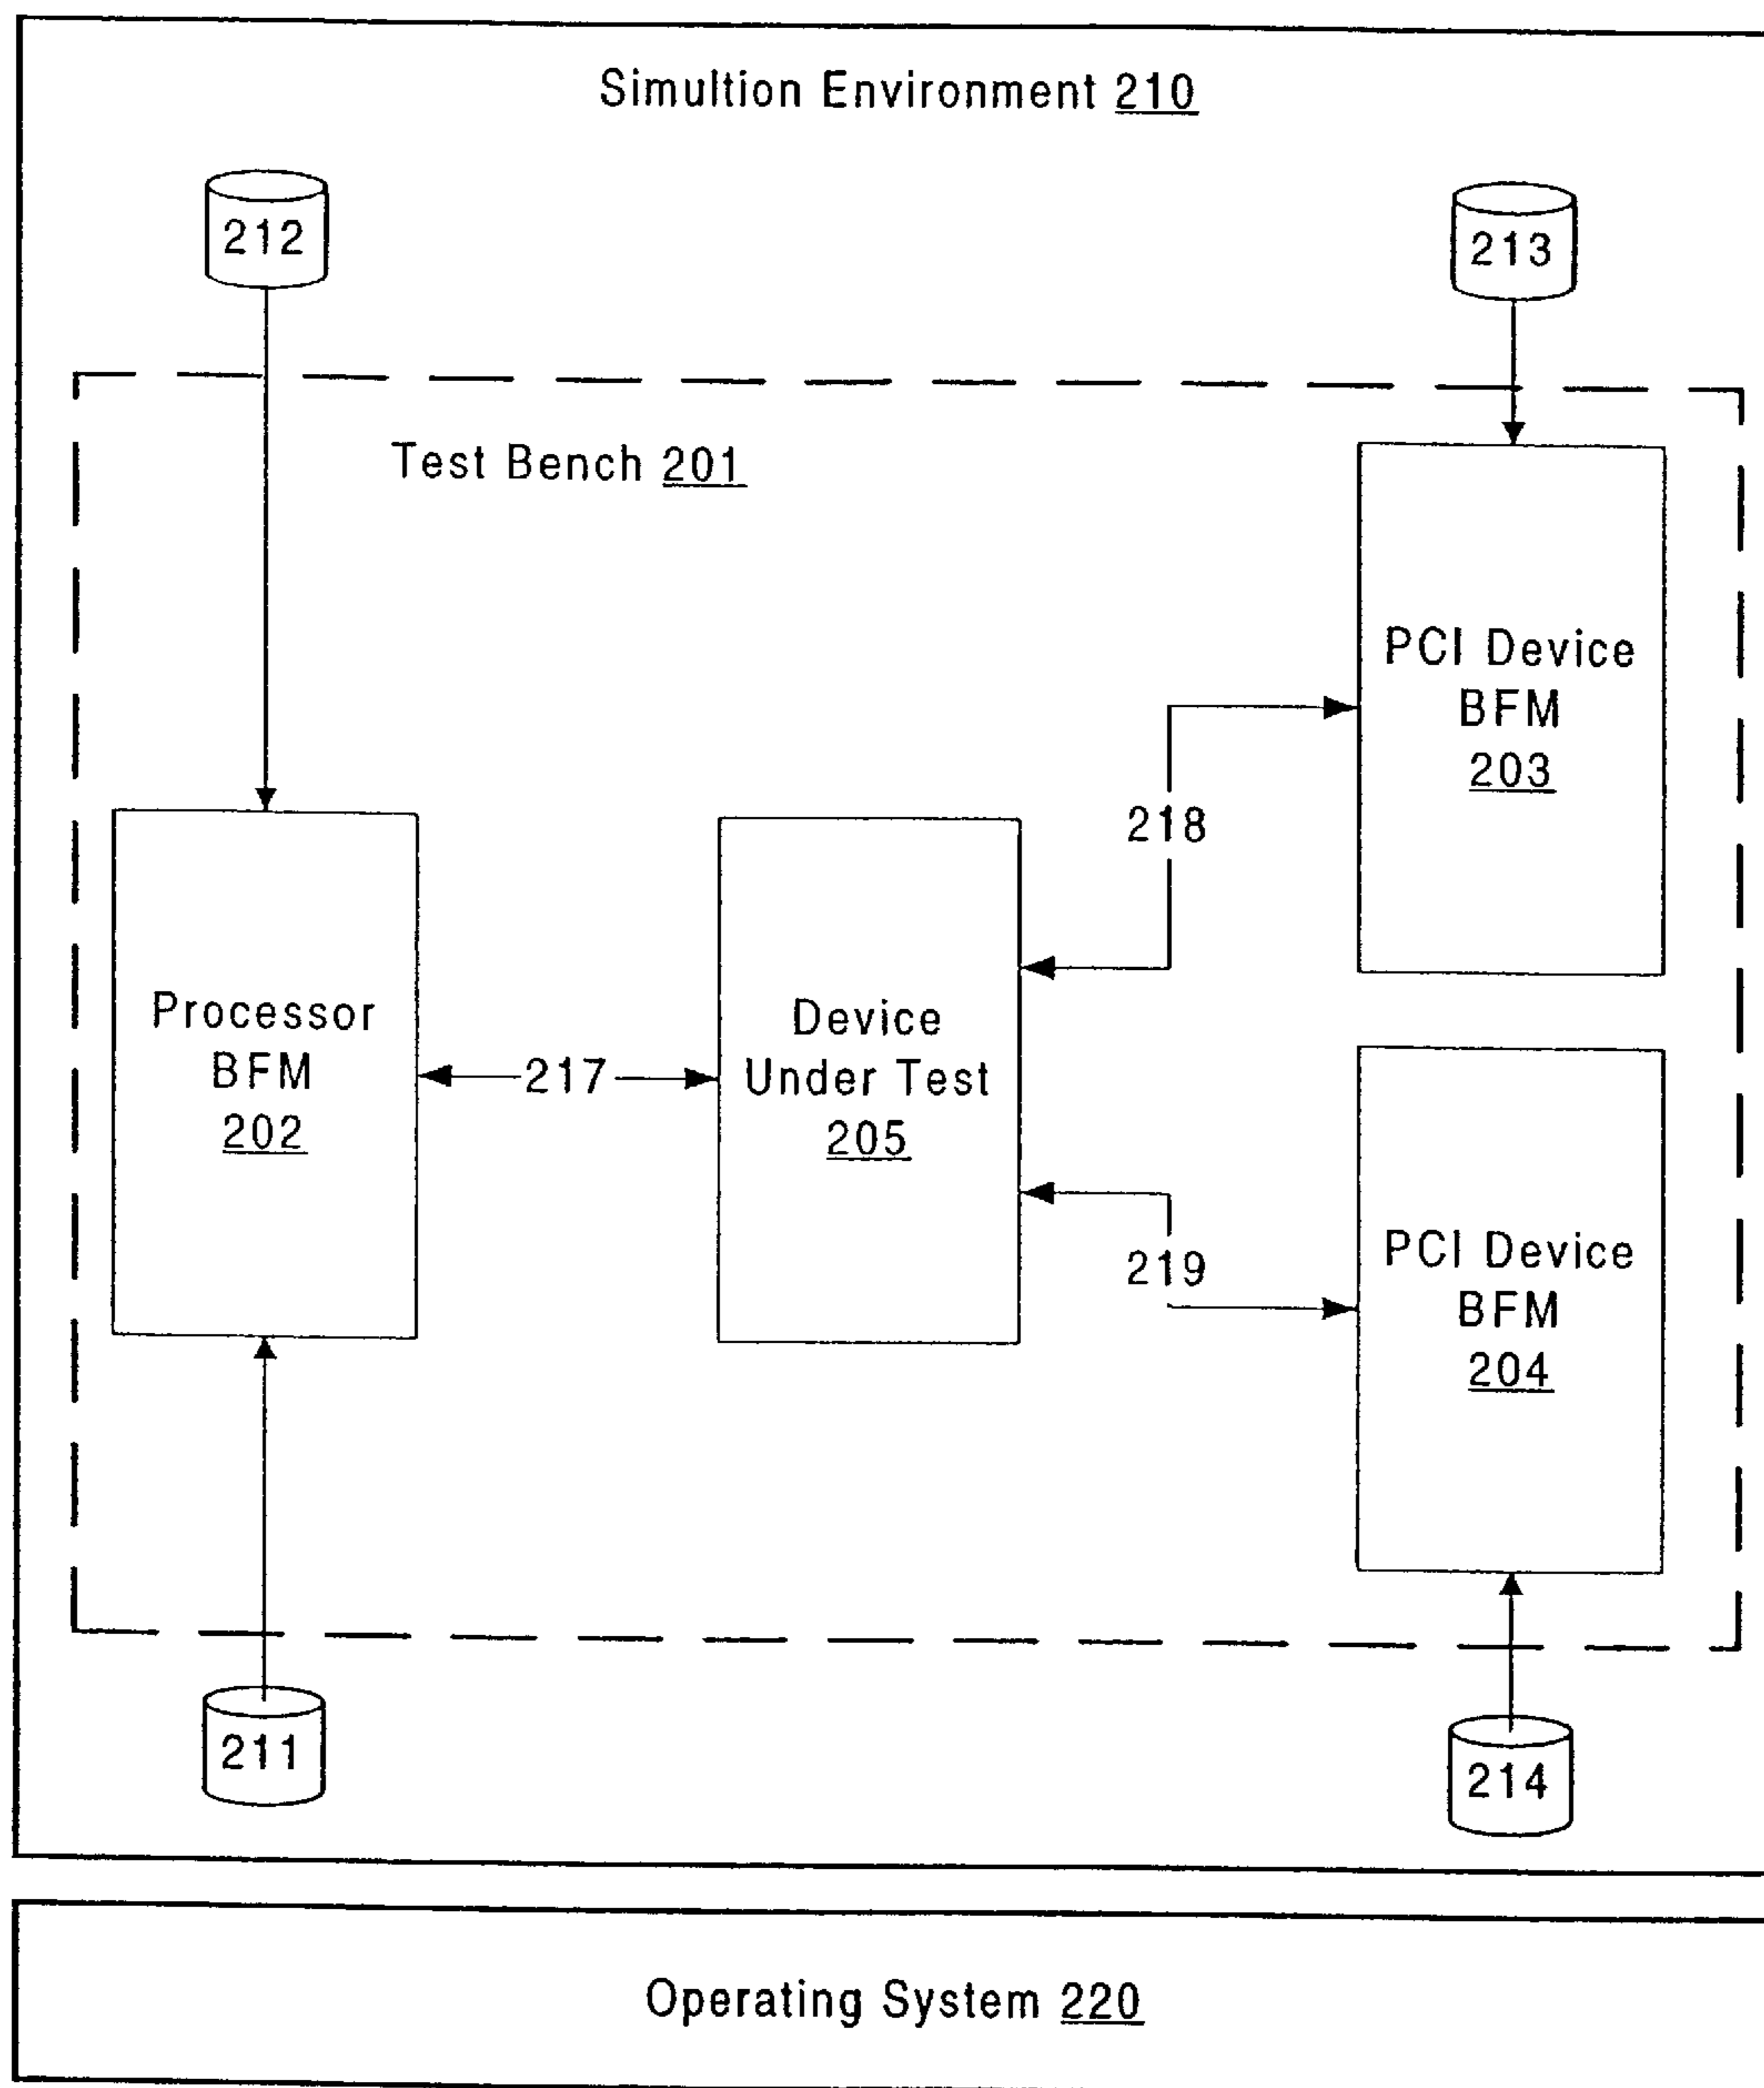 Simultion Environment 210
212
213
Test Bench 201
PCI Device
BFM
203
218
Processor
BFM
202
217
Device
Under Test
205
219
PCI Device
BFM
204
211
214
Operating System 220